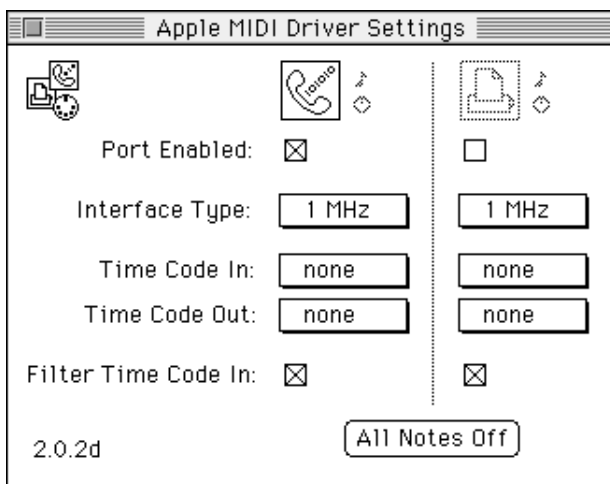 Apple MIDI Driver Settings
Port Enabled:
Interface Type: 1 MHz 1 MHz
Time Code In: none none
Time Code Out: none none
Filter Time Code In:
2.0.2d All Notes Off